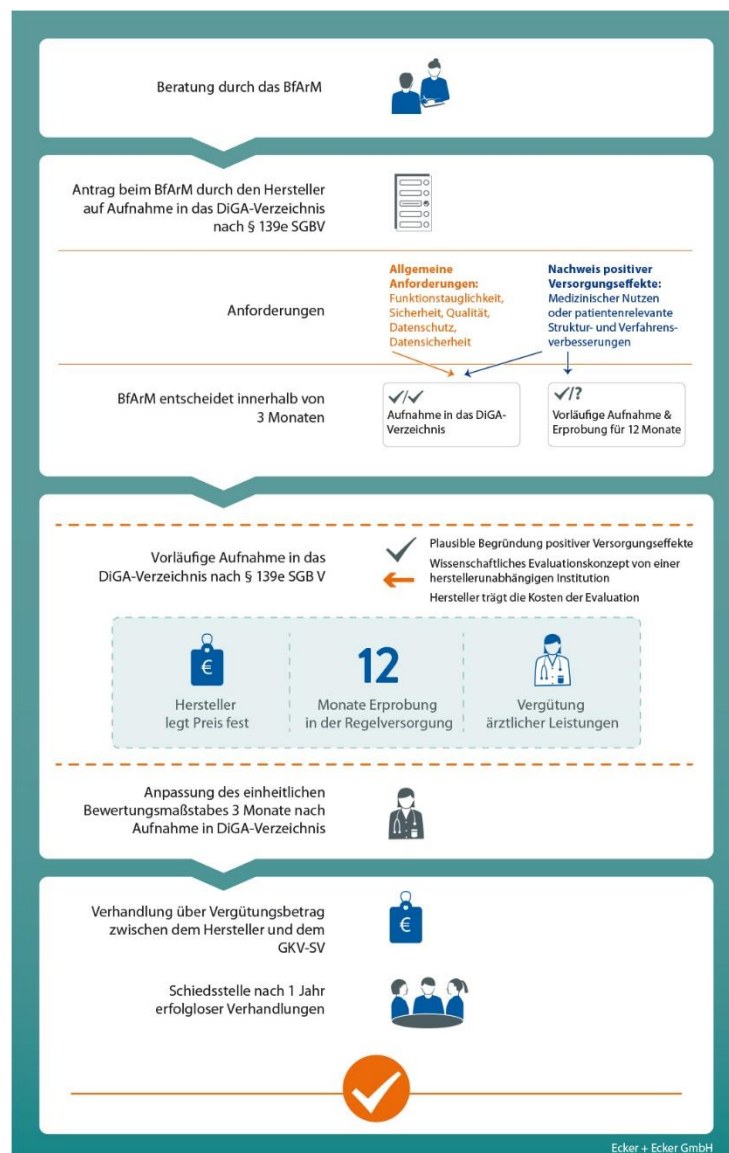 Beratung durch das BfArM
Antrag beim BfArM durch den Hersteller
auf Aufnahme in das DiGA-Verzeichnis
nach § 139e SGBV
Anforderungen
Allgemeine
Anforderungen:
Funktionstauglichkeit,
Sicherheit, Qualität,
Datenschutz,
Datensicherheit
Nachweis positiver
Versorgungseffekte:
Medizinischer Nutzen
oder patientenrelevante
Struktur- und Verfahrens-
verbesserungen
BfArM entscheidet innerhalb von
3 Monaten
✓/✓
Aufnahme in das DiGA-
Verzeichnis
✓/?
Vorläufige Aufnahme &
Erprobung für 12 Monate
Vorläufige Aufnahme in das
DiGA-Verzeichnis nach § 139e SGB V
Plausible Begründung positiver Versorgungseffekte
Wissenschaftliches Evaluationskonzept von einer
herstellerunabhängigen Institution
Hersteller trägt die Kosten der Evaluation
€
Hersteller
legt Preis fest
12
Monate Erprobung
in der Regelversorgung
Vergütung
ärztlicher Leistungen
Anpassung des einheitlichen
Bewertungsmaßstabes 3 Monate nach
Aufnahme in DiGA-Verzeichnis
Verhandlung über Vergütungsbetrag
zwischen dem Hersteller und dem
GKV-SV
€
Schiedsstelle nach 1 Jahr
erfolgloser Verhandlungen
Ecker + Ecker GmbH